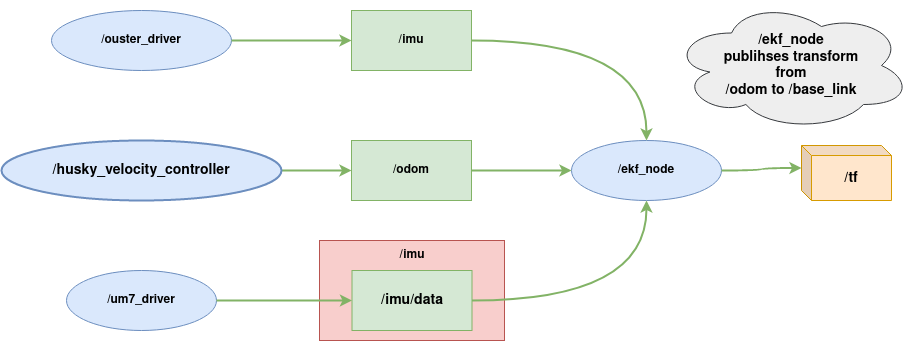 /ouster_driver
/imu
/ekf_node
publihses transform
from
/odom to /base_link
/husky_velocity_controller
/odom
/ekf_node
/tf
/imu
/um7_driver
/imu/data